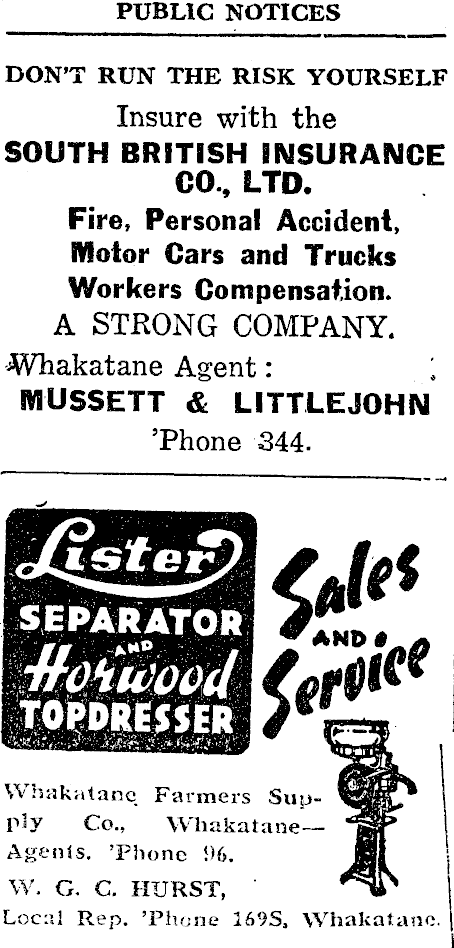 PUBLIC NOTICES
DON'T RUN THE RISK YOURSELF
Insure with the
SOUTH BRITISH INSURANCE
CO., LTD.
Fire, Personal Accident,
Motor Cars and Trucks
Workers Compensation.
A STRONG COMPANY.
Whakatane Agent :
MUSSETT & LITTLEJOHN
'Phone 344.
Lister
SEPARATOR
AND
Horwood
TOPDRESSER
Sales
AND
Service
Whakatane Farmers Sup-
ply Co., Whakatane—
Agents. 'Phone 96.
W. G. C. HURST,
Local Rep. 'Phone 169S, Whakatane.